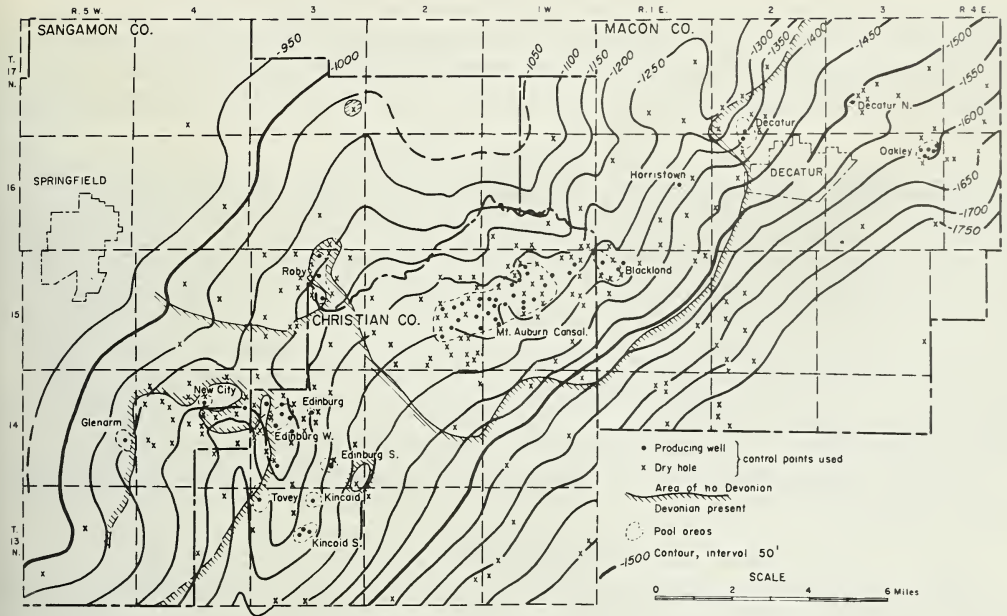 R. 5 W.
4
3
2
1 W
R. 1 E.
2
3
R 4 E.
SANGAMON CO.
MACON CO.
T.
17
N.
-950
-1000
-1050
-1100
-1150
-1200
-1250
-1300
-1350
-1400
-1450
-1500
-1550
-1600
-1650
-1700
-1750
Decatur
Decatur N.
Oakley
DECATUR
Harristown
16
SPRINGFIELD
Roby
Blackland
15
CHRISTIAN CO.
Mt. Auburn Consol.
New City
Edinburg
Glenarm
14
Edinburg W.
Edinburg S.
Tovey
Kincaid
Kincaid S.
T.
13
N.
Producing well
Dry hole
control points used
Area of no Devonian
Devonian present
Pool areas
-1500 Contour, interval 50'
SCALE
0 2 4 6 Miles